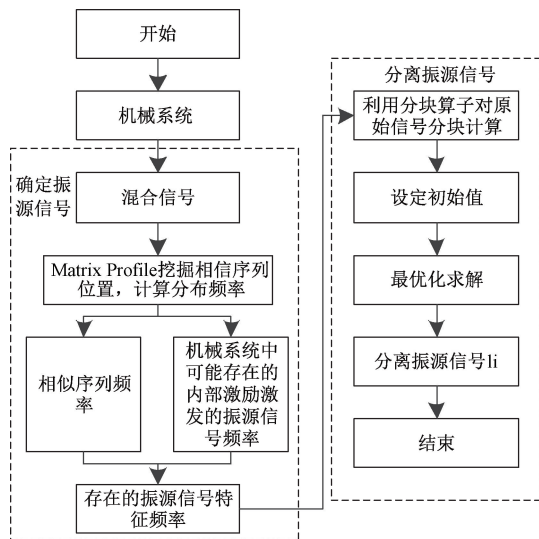 开始
机械系统
确定振
源信号
混合信号
Matrix Profile挖掘相信序列
位置，计算分布频率
相似序列频
率
机械系统中
可能存在的
内部激励激
发的振源信
号频率
存在的振源信号特
征频率
分离振源信号
利用分块算子对原
始信号分块计算
设定初始值
最优化求解
分离振源信号li
结束